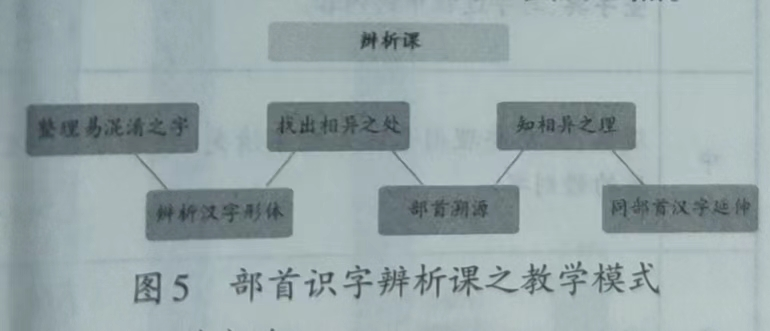 辨析课
整理易混淆之字 找出相异之处 知相异之理
辨析汉字形体 部首溯源 同部首汉字延伸
图5 部首识字辨析课之教学模式